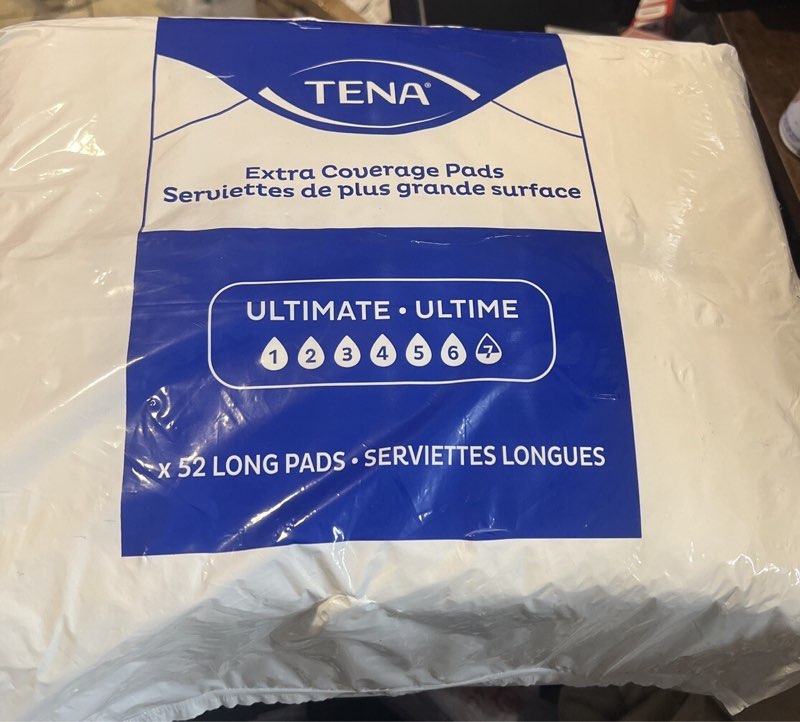 TENA®
Extra Coverage Pads
Serviettes de plus grande surface
ULTIMATE • ULTIME
1 2 3 4 5 6 7
x 52 LONG PADS • SERVIETTES LONGUES